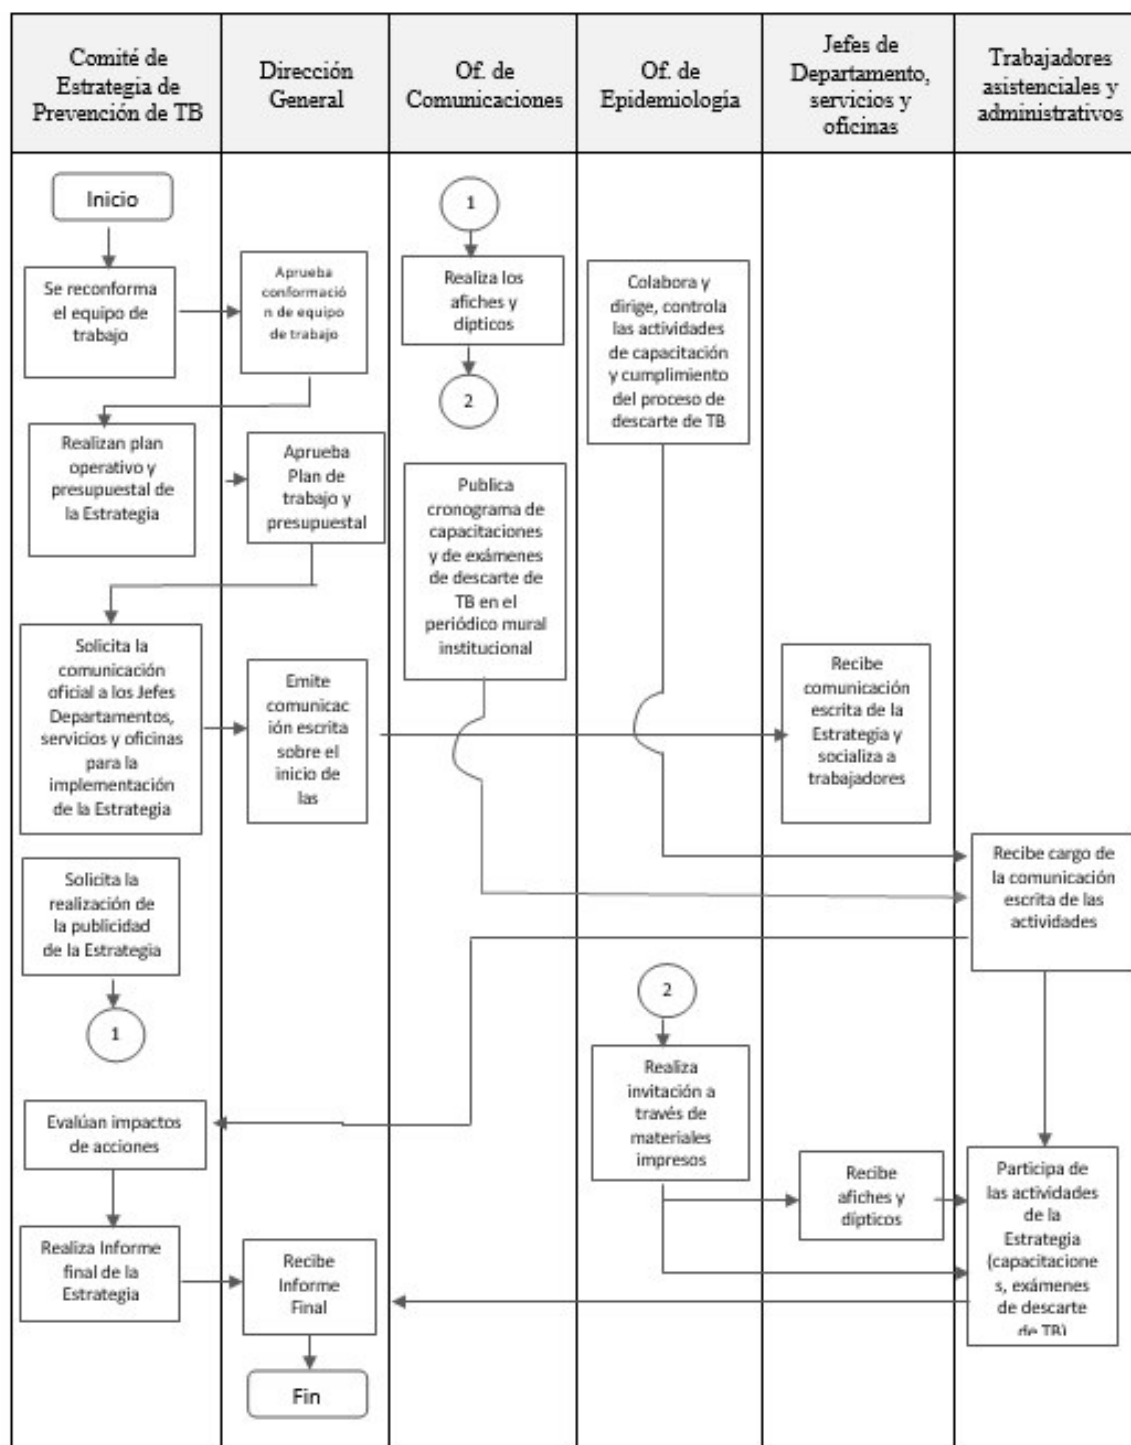 Comité de
Estrategia de
Prevención de TB
Dirección
General
Of. de
Comunicaciones
Of. de
Epidemiología
Jefes de
Departamento,
servicios y
oficinas
Trabajadores
asistenciales y
administrativos
Inicio
Se reconforma
el equipo de
trabajo
Aprueba
conformació
n de equipo
de trabajo
1
Realiza los
afiches y
dípticos
2
Colabora y
dirige, controla
las actividades
de capacitación
y cumplimiento
del proceso de
descarte de TB
Realizan plan
operativo y
presupuestal de
la Estrategia
Aprueba
Plan de
trabajo y
presupuestal
Publica
cronograma de
capacitaciones
y de exámenes
de descarte de
TB en el
periódico mural
institucional
Solicita la
comunicación
oficial a los Jefes
Departamentos,
servicios y oficinas
para la
implementación
de la Estrategia
Emite
comunicac
ión escrita
sobre el
inicio de
las
Recibe
comunicación
escrita de la
Estrategia y
socializa a
trabajadores
Solicita la
realización de
la publicidad
de la Estrategia
1
Recibe cargo de
la comunicación
escrita de las
actividades
2
Realiza
invitación a
través de
materiales
impresos
Evalúan impactos
de acciones
Recibe
afiches y
dípticos
Participa de
las actividades
de la
Estrategia
(capacitacione
s, exámenes
de descarte
de TB)
Realiza Informe
final de la
Estrategia
Recibe
Informe
Final
Fin